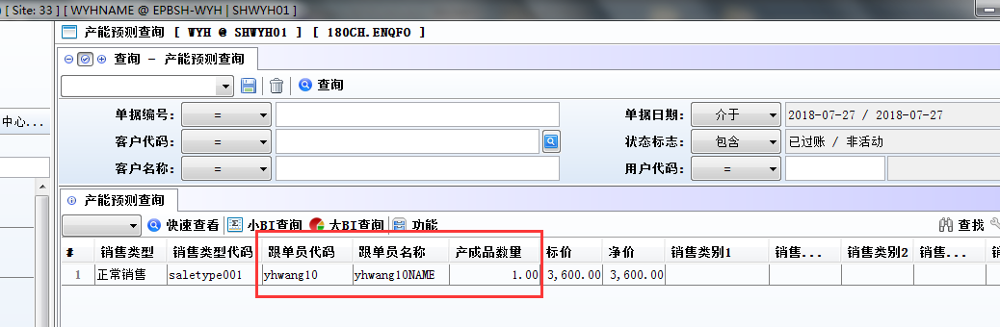 ) [ Site: 33 ] [ WYHNAME @ EPBSH-WYH | SHWYH01 ]
产能预测查询 [ WYH @ SHWYH01 ] [ 180CH.ENQFO ]
查询 - 产能预测查询
查询
中心...
单据编号: = 单据日期: 介于 2018-07-27 / 2018-07-27
客户代码: = 状态标志: 包含 已过账 / 非活动
客户名称: = 用户代码: =
产能预测查询
快速查看 小BI查询 大BI查询 功能 查找
# 销售类型 销售类型代码 跟单员代码 跟单员名称 产成品数量 标价 净价 销售类别1 销售... 销售类别2 销售...
1 正常销售 saletype001 yhwang10 yhwang10NAME 1.00 3,600.00 3,600.00